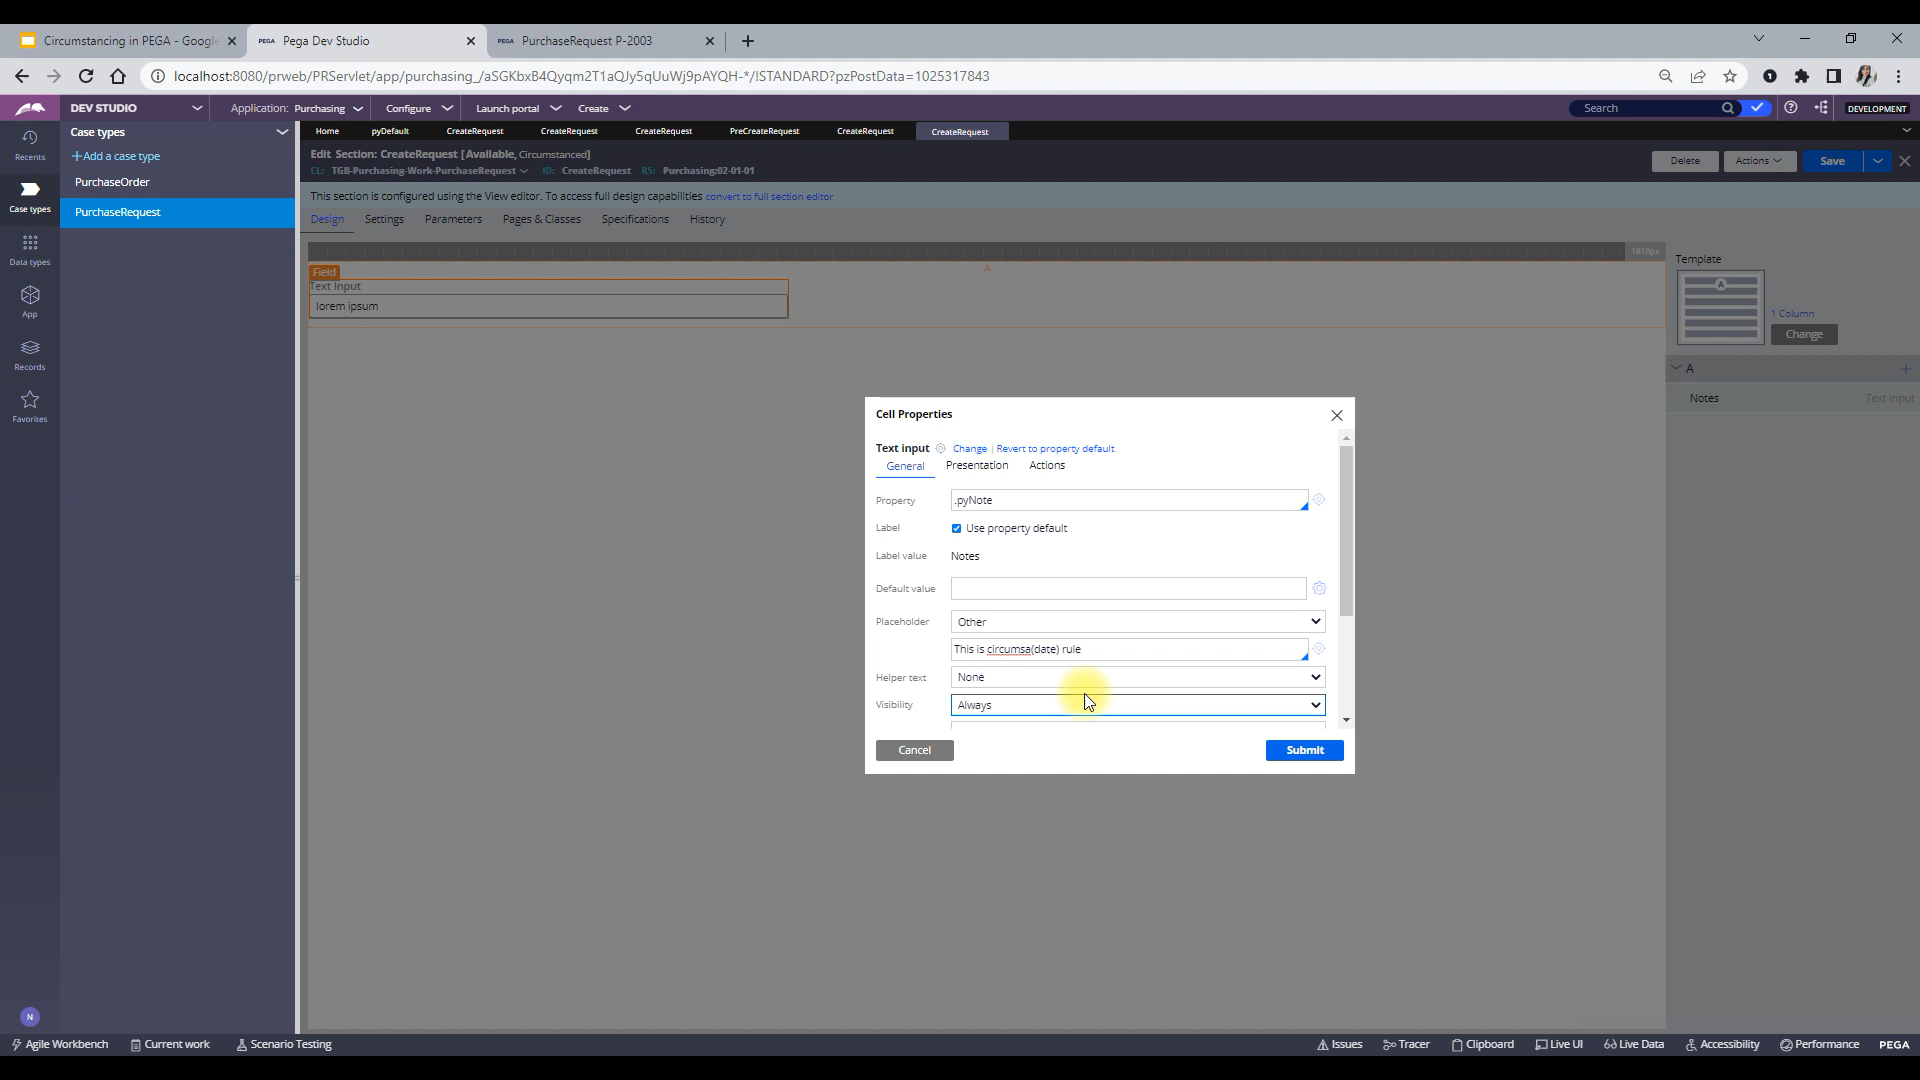 Circumstancing in PEGA - Google
PEGA Pega Dev Studio
PEGA PurchaseRequest P-2003
localhost:8080/prweb/PRServlet/app/purchasing_/aSGKbxB4Qyqm2T1aQJy5qUuWj9pAYQH-*/!STANDARD?pzPostData=1025317843
DEV STUDIO
Application: Purchasing
Configure
Launch portal
Create
Search
DEVELOPMENT
Recents
Case types
Data types
App
Records
Favorites
N
Case types
+Add a case type
PurchaseOrder
PurchaseRequest
Home
pyDefault
CreateRequest
CreateRequest
CreateRequest
PreCreateRequest
CreateRequest
CreateRequest
Edit Section: CreateRequest [Available, Circumstanced]
CL: TGB-Purchasing-Work-PurchaseRequest ID: CreateRequest RS: Purchasing:02-01-01
Delete
Actions
Save
This section is configured using the View editor. To access full design capabilities convert to full section editor
Design
Settings
Parameters
Pages & Classes
Specifications
History
1810px
A
Field
Text Input
lorem ipsum
Template
A
1 Column
Change
A
Notes
Text input
Cell Properties
Text input Change | Revert to property default
General
Presentation
Actions
Property .pyNote
Label Use property default
Label value Notes
Default value
Placeholder Other
This is circumsa(date) rule
Helper text None
Visibility Always
Cancel
Submit
Agile Workbench
Current work
Scenario Testing
Issues
Tracer
Clipboard
Live UI
Live Data
Accessibility
Performance
PEGA